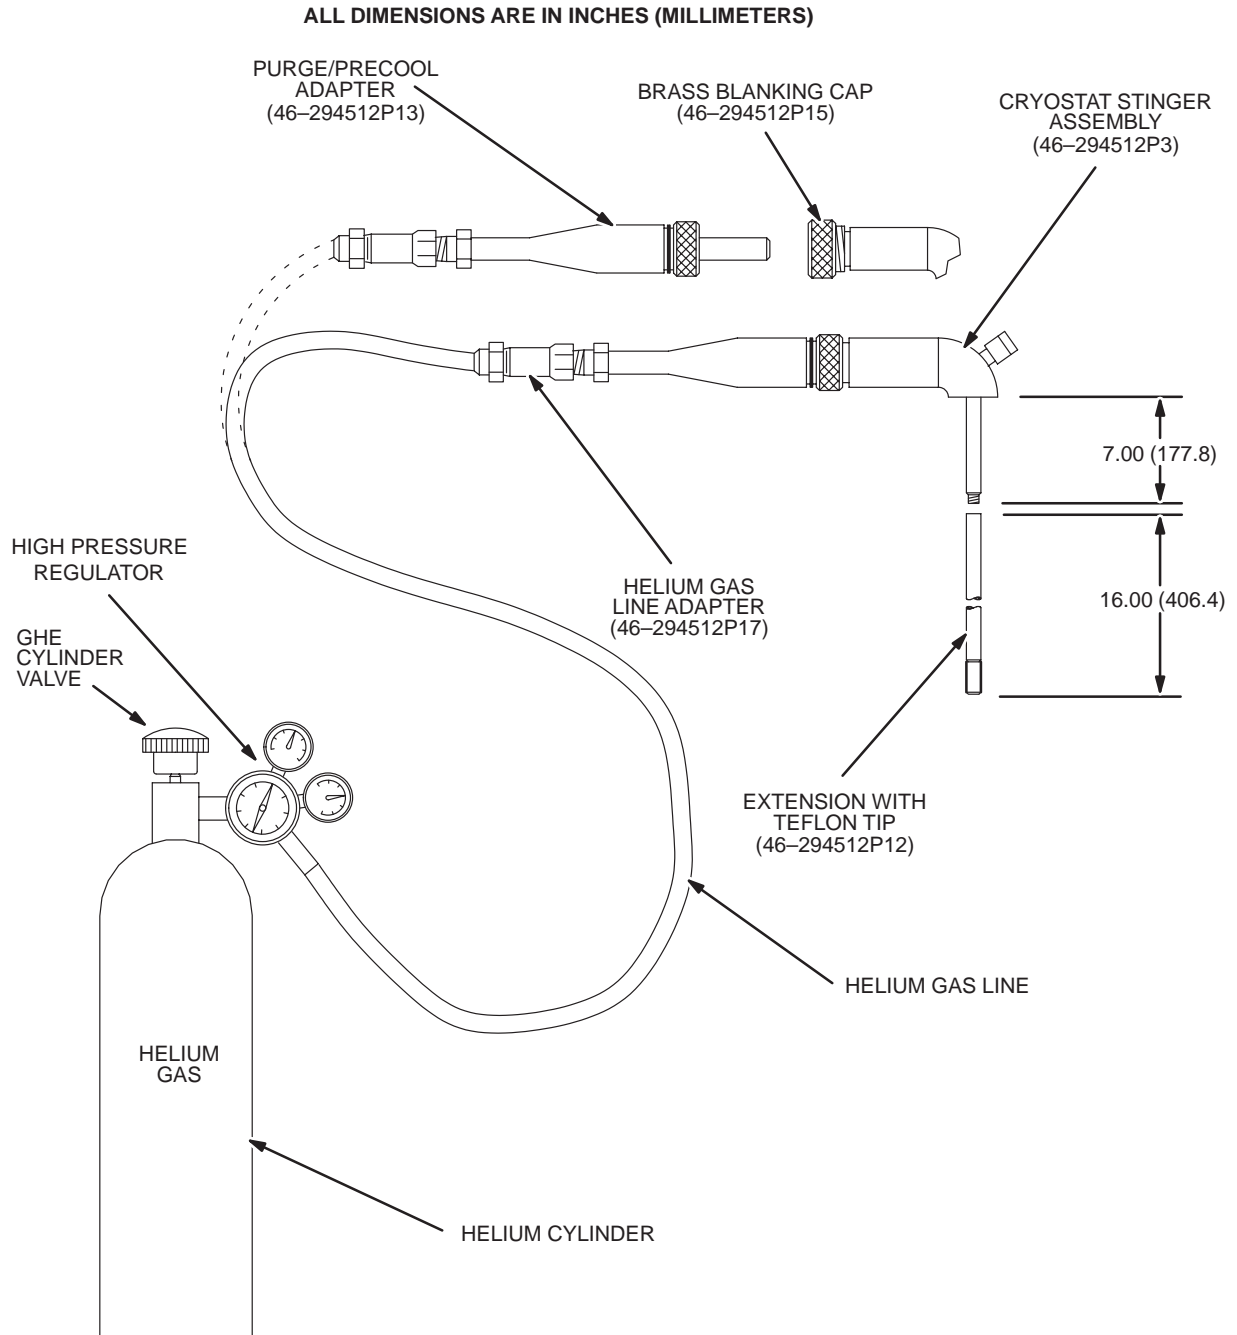 ALL DIMENSIONS ARE IN INCHES (MILLIMETERS)
PURGE/PRECOOL
ADAPTER
(46–294512P13)
BRASS BLANKING CAP
(46–294512P15)
CRYOSTAT STINGER
ASSEMBLY
(46–294512P3)
7.00 (177.8)
16.00 (406.4)
HIGH PRESSURE
REGULATOR
HELIUM GAS
LINE ADAPTER
(46–294512P17)
GHE
CYLINDER
VALVE
EXTENSION WITH
TEFLON TIP
(46–294512P12)
HELIUM GAS LINE
HELIUM
GAS
HELIUM CYLINDER